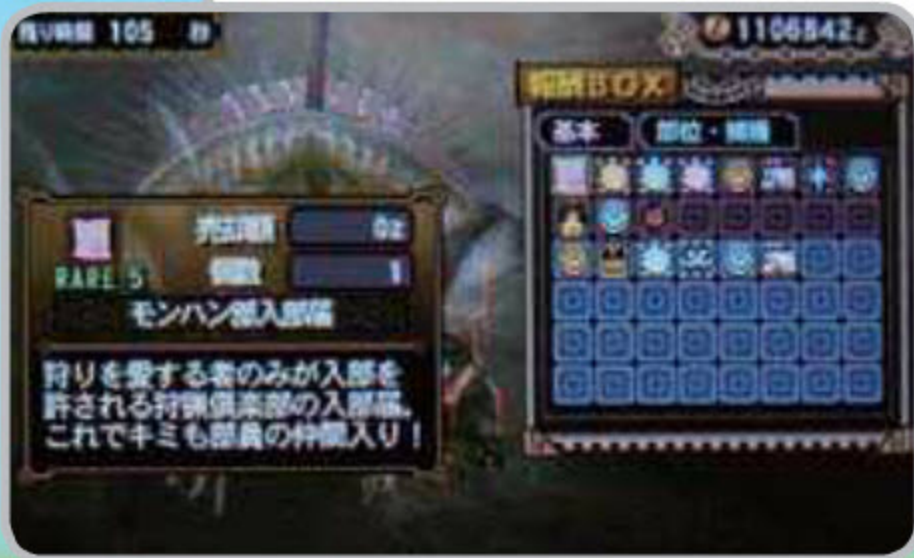 残り時間 105 秒
1106842z
報酬BOX
基本
部位・捕獲
売却価格 0z
個数 1
RARE 5
モンハン部入部届
狩りを愛する者のみが入部を
許される狩猟倶楽部の入部届。
これでキミも部員の仲間入り！